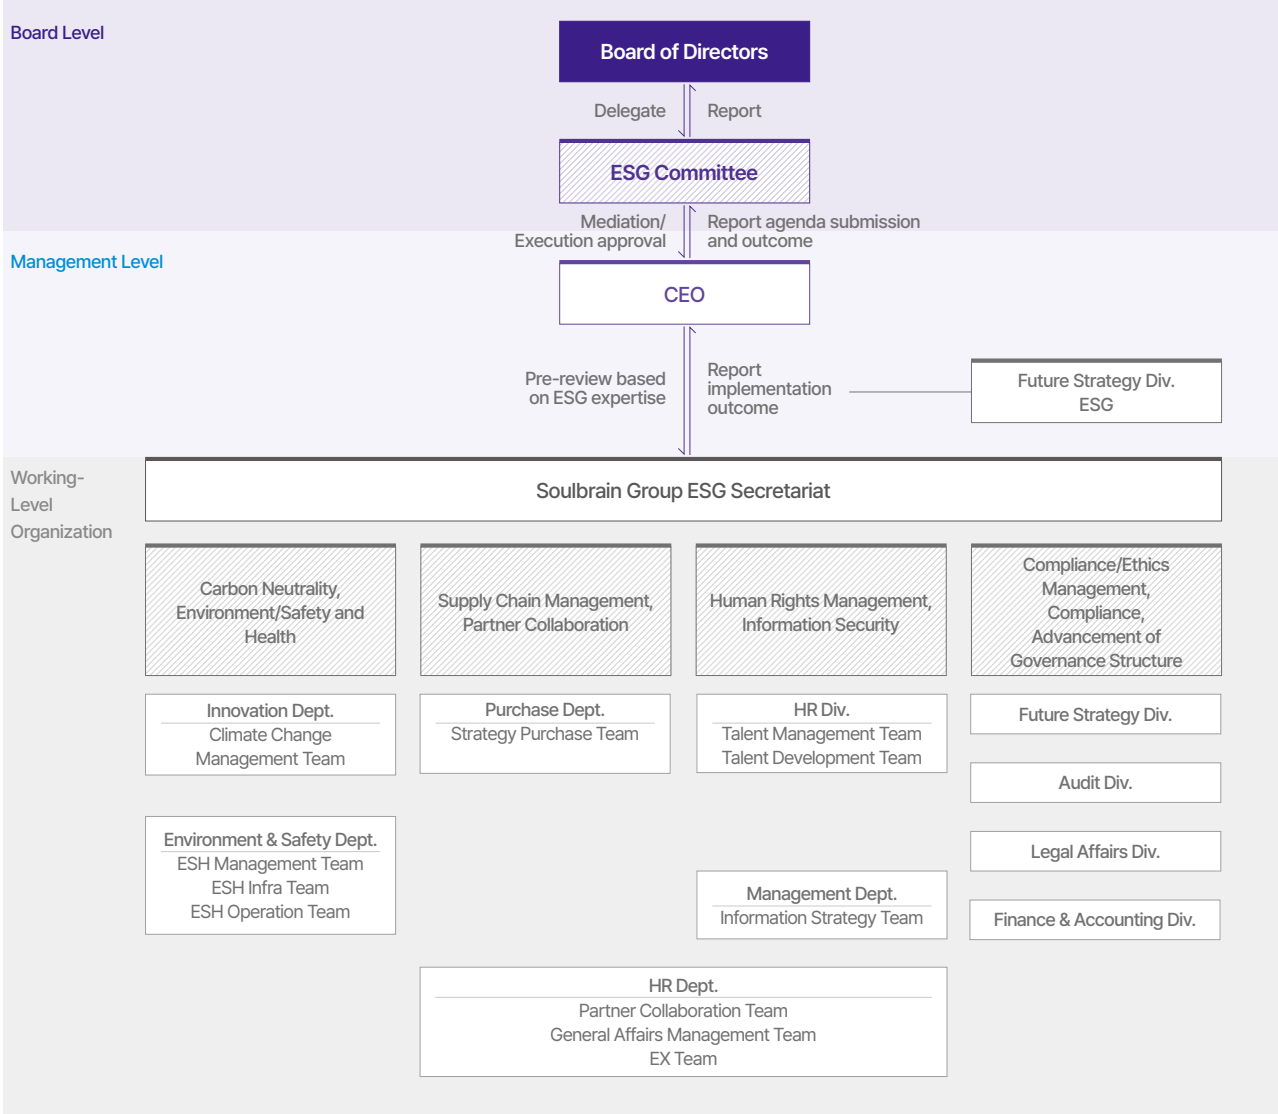 Board Level
Board of Directors
Delegate
Report
ESG Committee
Mediation/
Execution approval
Report agenda submission
and outcome
Management Level
CEO
Pre-review based
on ESG expertise
Report
implementation
outcome
Future Strategy Div.
ESG
Working-
Level
Organization
Soulbrain Group ESG Secretariat
Carbon Neutrality,
Environment/Safety and
Health
Supply Chain Management,
Partner Collaboration
Human Rights Management,
Information Security
Compliance/Ethics
Management,
Compliance,
Advancement of
Governance Structure
Innovation Dept.
Climate Change
Management Team
Environment & Safety Dept.
ESH Management Team
ESH Infra Team
ESH Operation Team
Purchase Dept.
Strategy Purchase Team
HR Div.
Talent Management Team
Talent Development Team
Management Dept.
Information Strategy Team
HR Dept.
Partner Collaboration Team
General Affairs Management Team
EX Team
Future Strategy Div.
Audit Div.
Legal Affairs Div.
Finance & Accounting Div.